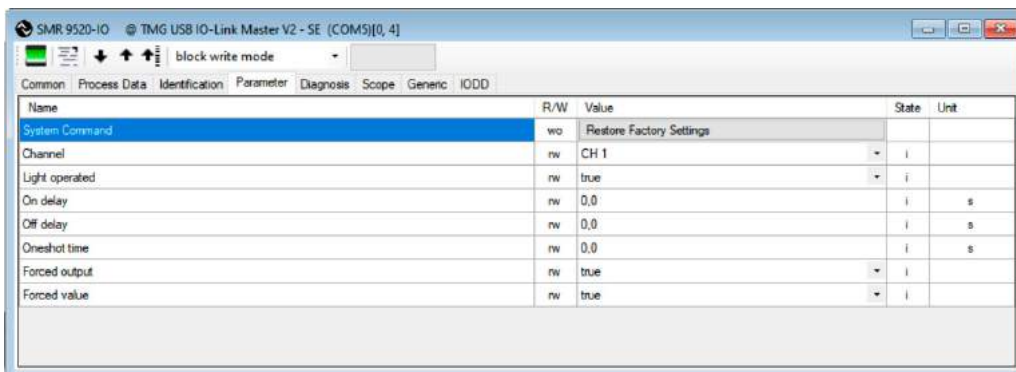 SMR 9520-IO @ TMG USB IO-Link Master V2 - SE (COM5)[0, 4]
block write mode
Common Process Data Identification Parameter Diagnosis Scope Generic IODD
Name R/W Value State Unit
System Command wo Restore Factory Settings
Channel rw CH 1 i
Light operated rw true i
On delay rw 0,0 i s
Off delay rw 0,0 i s
Oneshot time rw 0,0 i s
Forced output rw true i
Forced value rw true i